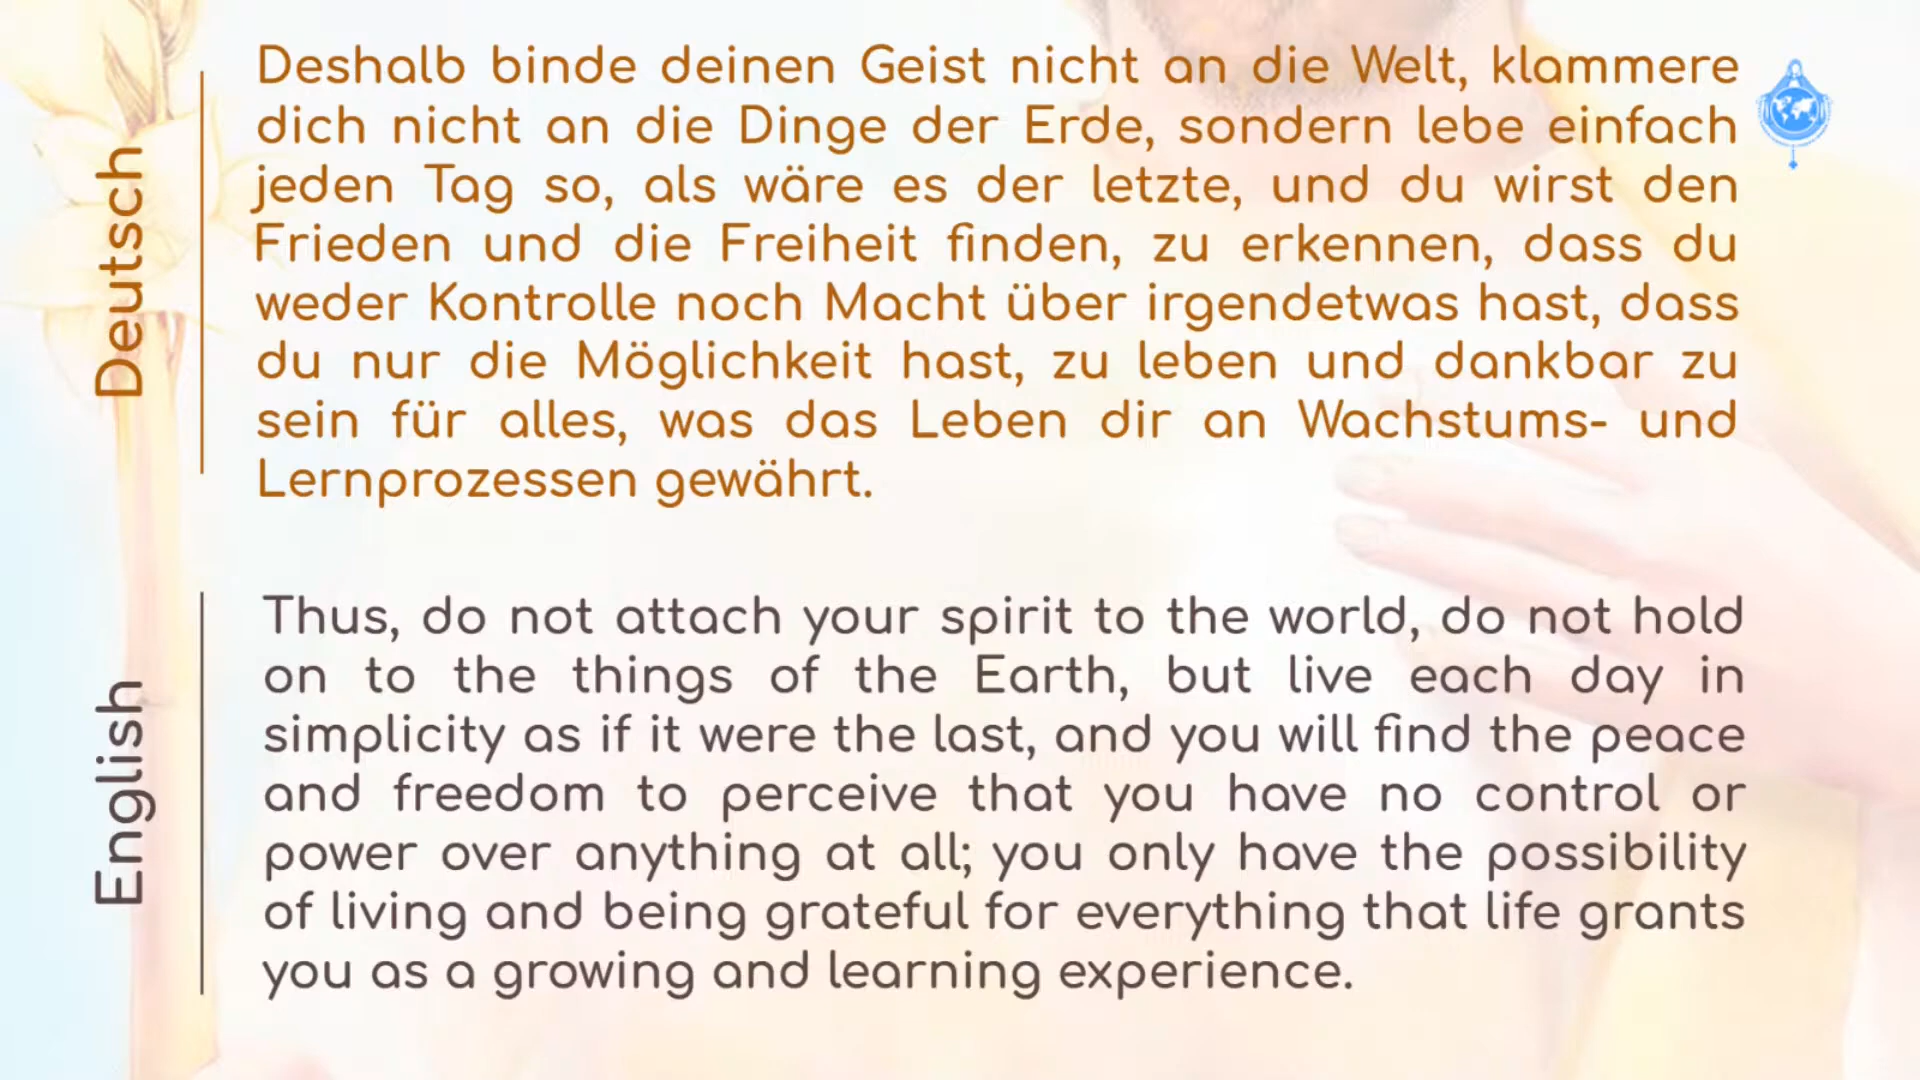 Deutsch
Deshalb binde deinen Geist nicht an die Welt, klammere
dich nicht an die Dinge der Erde, sondern lebe einfach
jeden Tag so, als wäre es der letzte, und du wirst den
Frieden und die Freiheit finden, zu erkennen, dass du
weder Kontrolle noch Macht über irgendetwas hast, dass
du nur die Möglichkeit hast, zu leben und dankbar zu
sein für alles, was das Leben dir an Wachstums- und
Lernprozessen gewährt.
English
Thus, do not attach your spirit to the world, do not hold
on to the things of the Earth, but live each day in
simplicity as if it were the last, and you will find the peace
and freedom to perceive that you have no control or
power over anything at all; you only have the possibility
of living and being grateful for everything that life grants
you as a growing and learning experience.